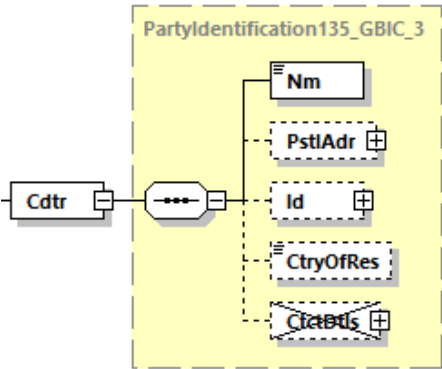 PartyIdentification135_GBIC_3
Nm
PstlAdr
Cdtr
Id
CtryOfRes
CtctDtls